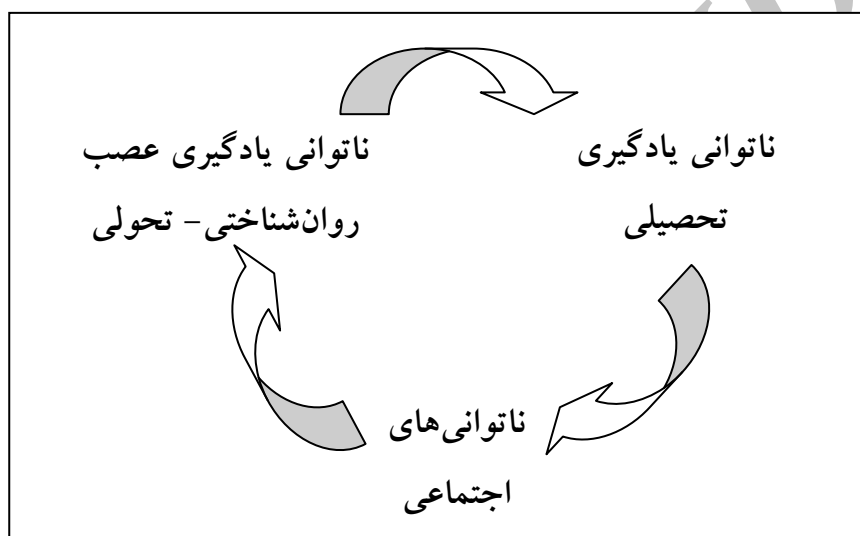 ناتوانی یادگیری
تحصیلی
ناتوانی یادگیری عصب
روان‌شناختی- تحولی
ناتوانی‌های
اجتماعی